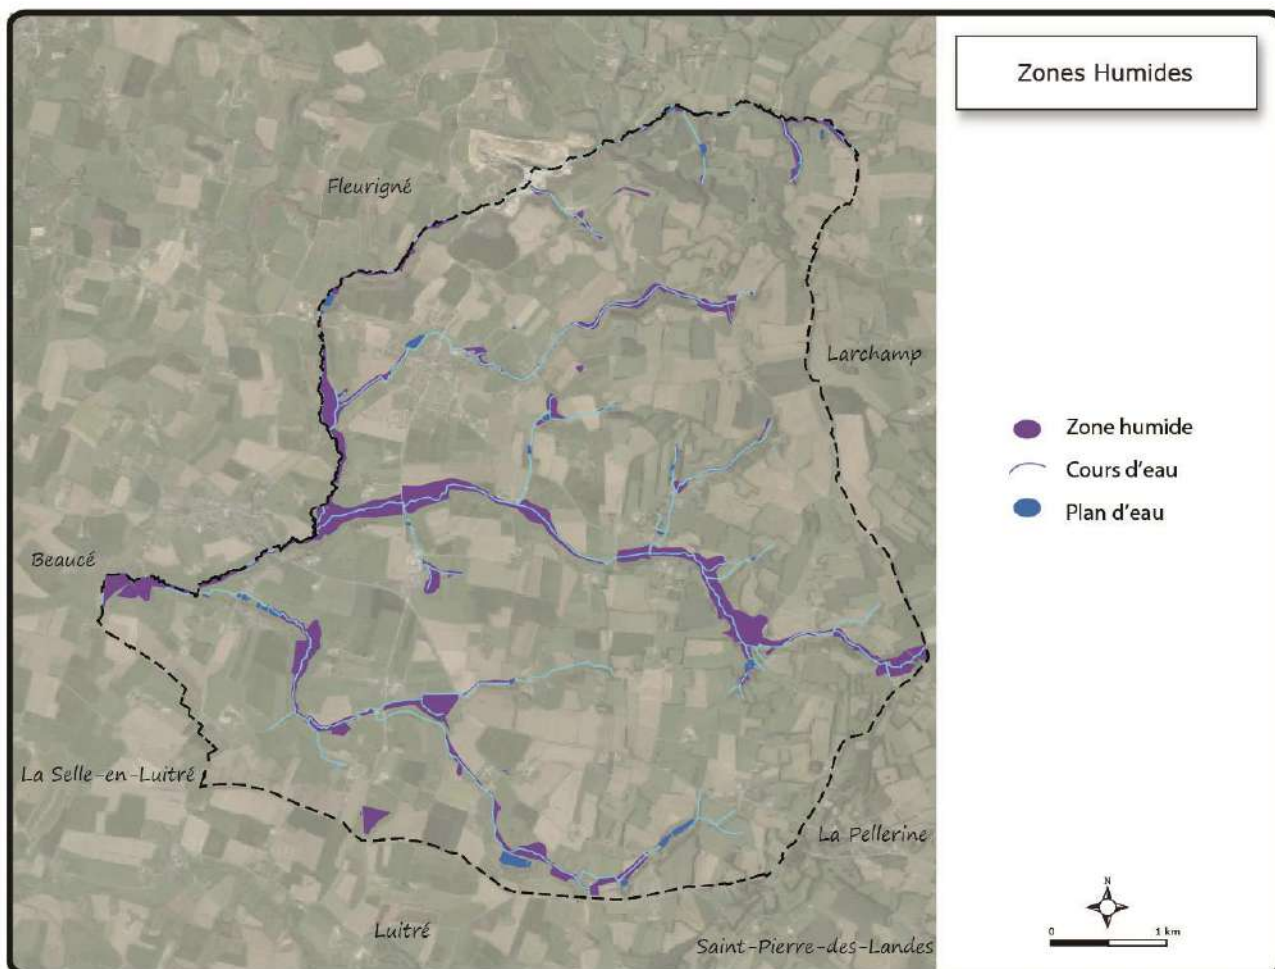 Zones Humides
Fleurigné
Larchamp
Zone humide
Cours d'eau
Plan d'eau
Beaucé
La Selle-en-Luitré
La Pellerine
Luitré
Saint-Pierre-des-Landes
N
0 1 km